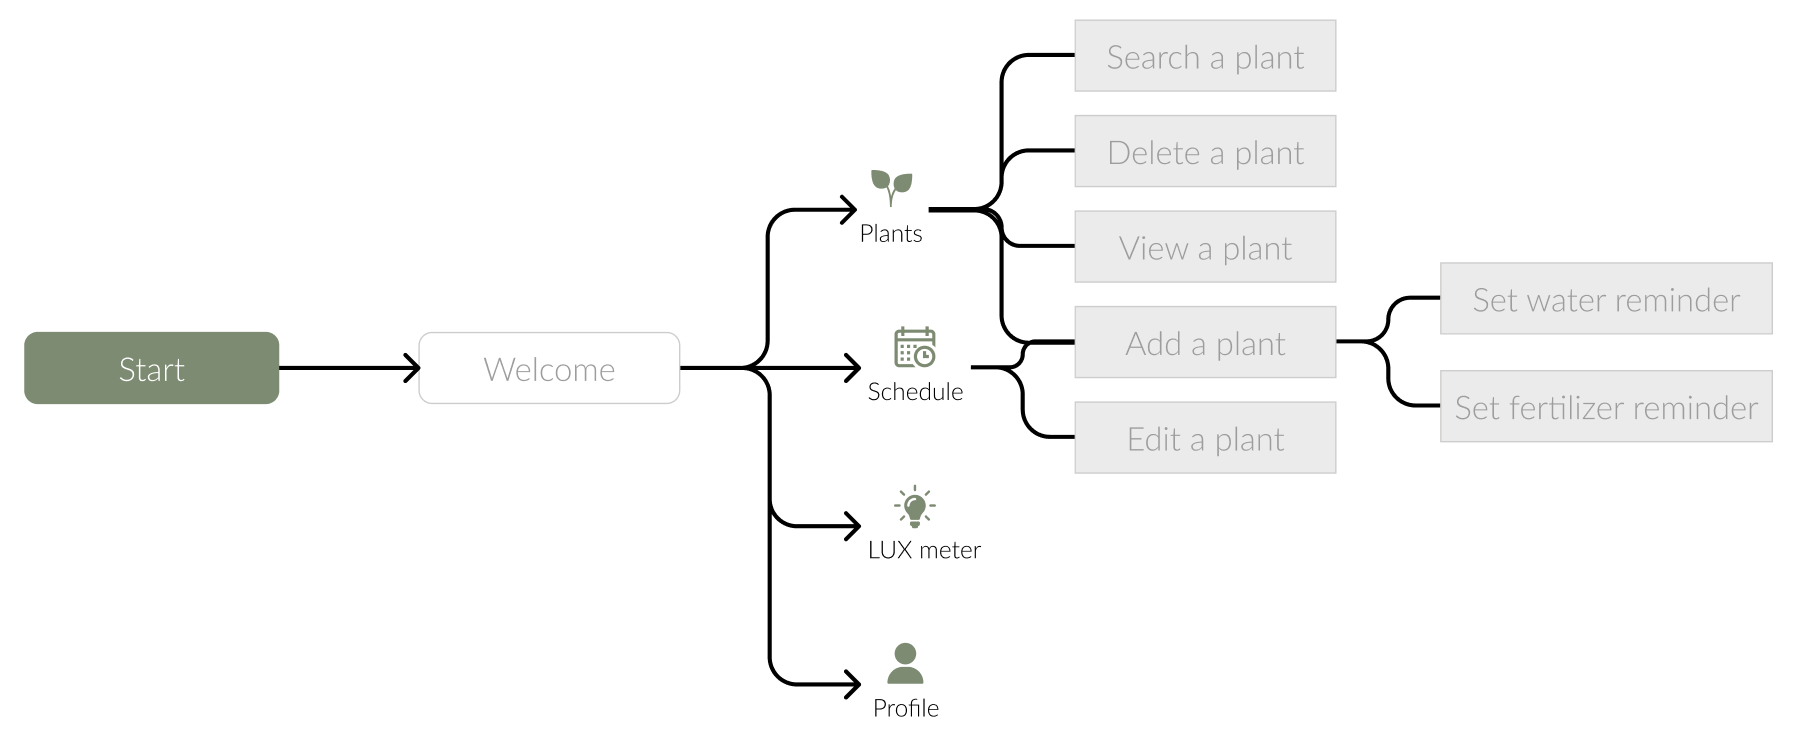 Start
Welcome
Plants
Schedule
LUX meter
Profile
Search a plant
Delete a plant
View a plant
Add a plant
Edit a plant
Set water reminder
Set fertilizer reminder